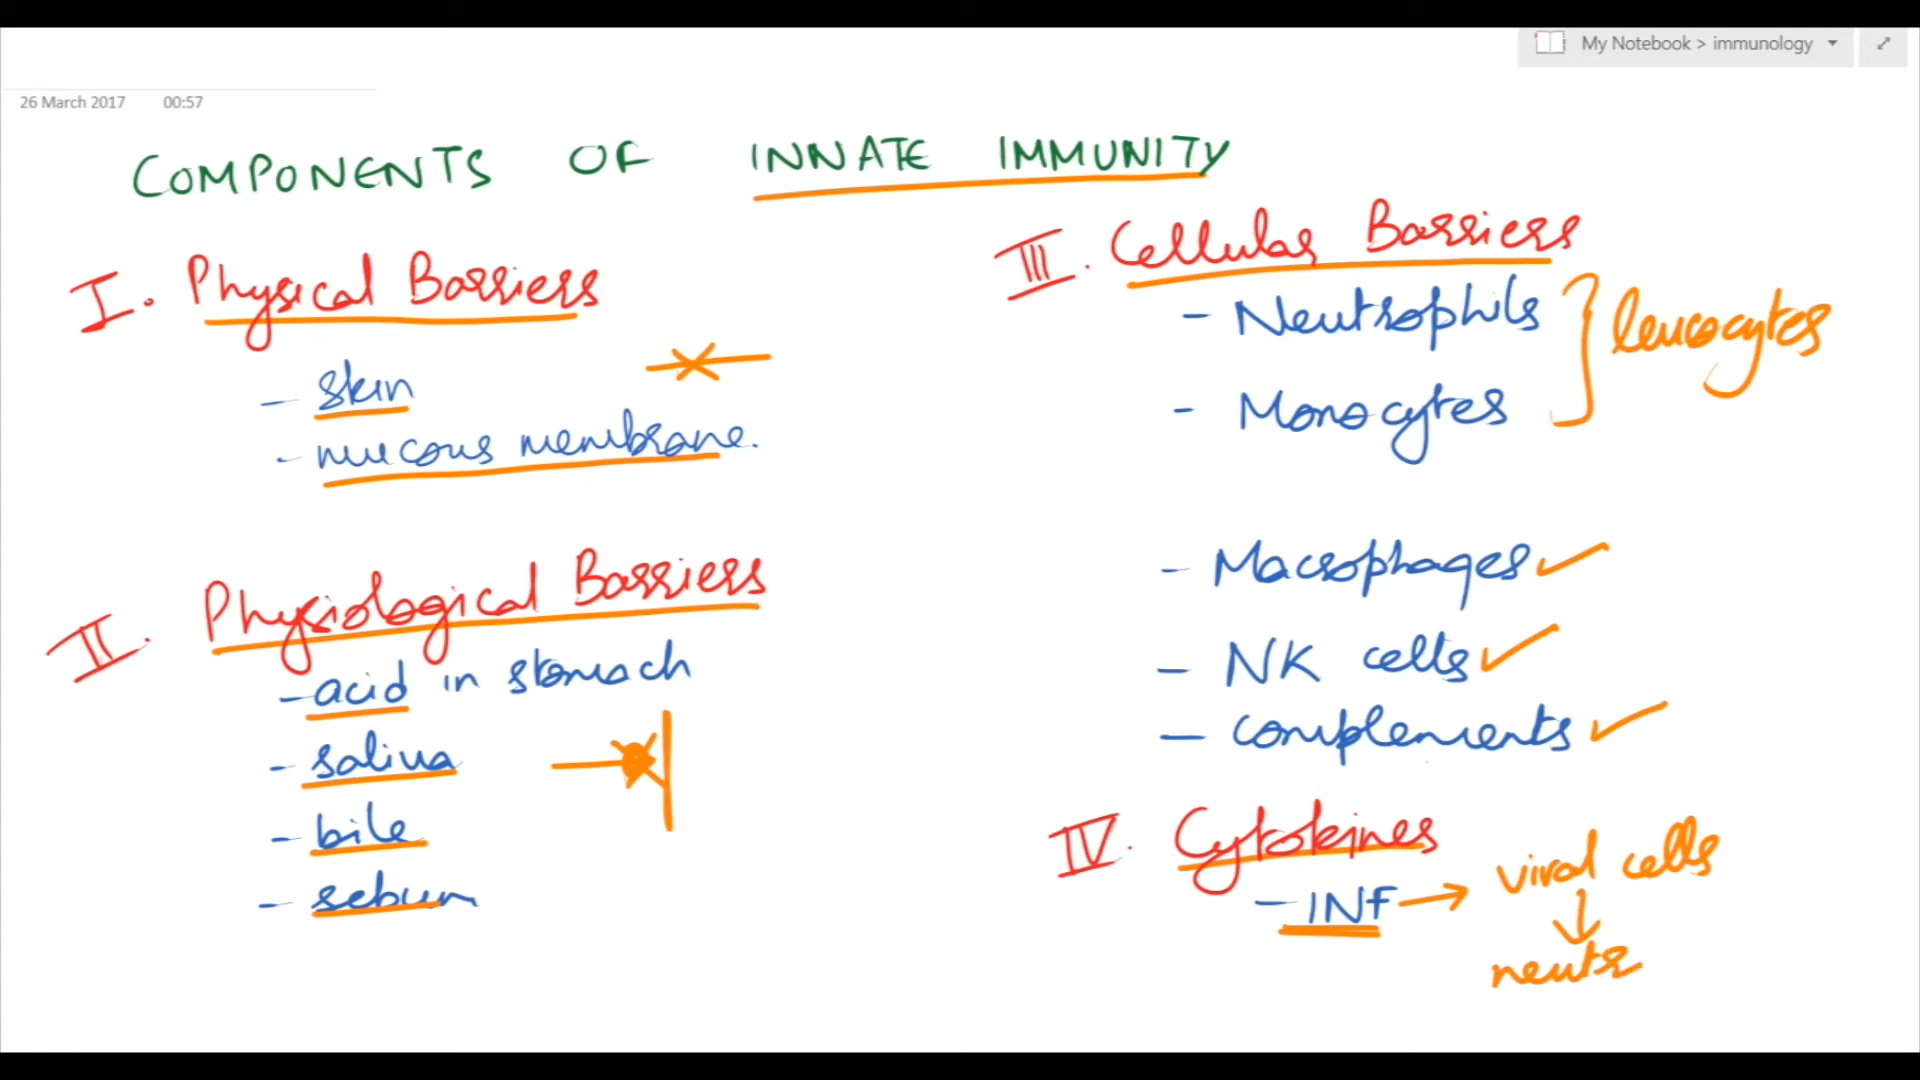 My Notebook > immunology
26 March 2017 00:57
COMPONENTS OF INNATE IMMUNITY
I. Physical Barriers
- skin
- mucous membrane.
II. Physiological Barriers
- acid in stomach
- saliva
- bile
- sebum
III. Cellular Barriers
- Neutrophils
- Monocytes
leucocytes
- Macrophages
- NK cells
- complements
IV. Cytokines
- INF → viral cells
neutr